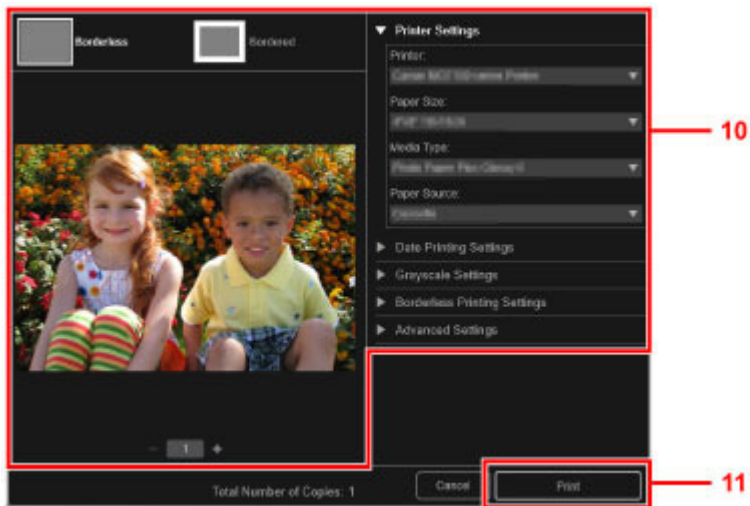 Borderless
Bordered
Printer Settings
Printer:
Paper Size:
Media Type:
Paper Source:
Date Printing Settings
Grayscale Settings
Borderless Printing Settings
Advanced Settings
10
1
Total Number of Copies: 1
Cancel
Print
11